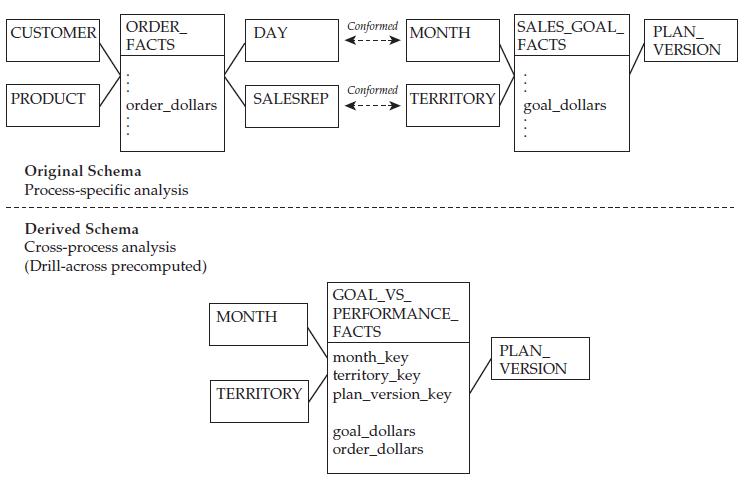 CUSTOMER
PRODUCT
ORDER_
FACTS
.
.
.
order_dollars
.
.
.
DAY
SALESREP
Conformed
Conformed
MONTH
TERRITORY
SALES_GOAL_
FACTS
.
.
.
goal_dollars
.
.
.
PLAN_
VERSION
Original Schema
Process-specific analysis
Derived Schema
Cross-process analysis
(Drill-across precomputed)
MONTH
TERRITORY
GOAL_VS_
PERFORMANCE_
FACTS
month_key
territory_key
plan_version_key
goal_dollars
order_dollars
PLAN_
VERSION